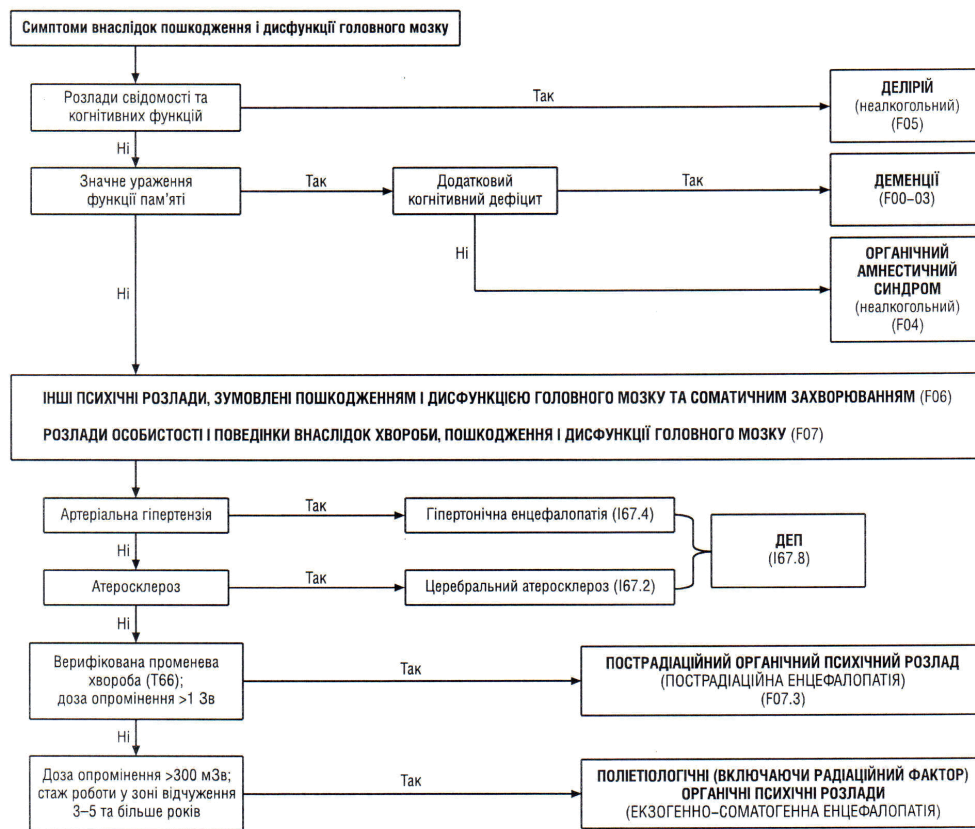 Симптоми внаслідок пошкодження і дисфункції головного мозку
Розлади свідомості та
когнітивних функцій
Так
ДЕЛІРІЙ
(неалкогольний)
(F05)
Ні
Значне ураження
функції пам'яті
Так
Додатковий
когнітивний дефіцит
Так
ДЕМЕНЦІЇ
(F00–03)
Ні
Ні
ОРГАНІЧНИЙ
АМНЕСТИЧНИЙ
СИНДРОМ
(неалкогольний)
(F04)
ІНШІ ПСИХІЧНІ РОЗЛАДИ, ЗУМОВЛЕНІ ПОШКОДЖЕННЯМ І ДИСФУНКЦІЄЮ ГОЛОВНОГО МОЗКУ ТА СОМАТИЧНИМ ЗАХВОРЮВАННЯМ (F06)
РОЗЛАДИ ОСОБИСТОСТІ І ПОВЕДІНКИ ВНАСЛІДОК ХВОРОБИ, ПОШКОДЖЕННЯ І ДИСФУНКЦІЇ ГОЛОВНОГО МОЗКУ (F07)
Артеріальна гіпертензія
Так
Гіпертонічна енцефалопатія (I67.4)
ДЕП
(I67.8)
Ні
Атеросклероз
Так
Церебральний атеросклероз (I67.2)
Ні
Верифікована променева
хвороба (Т66);
доза опромінення >1 Зв
Так
ПОСТРАДІАЦІЙНИЙ ОРГАНІЧНИЙ ПСИХІЧНИЙ РОЗЛАД
(ПОСТРАДІАЦІЙНА ЕНЦЕФАЛОПАТІЯ)
(F07.3)
Ні
Доза опромінення >300 мЗв;
стаж роботи у зоні відчуження
3–5 та більше років
Так
ПОЛІЕТІОЛОГІЧНІ (ВКЛЮЧАЮЧИ РАДІАЦІЙНИЙ ФАКТОР)
ОРГАНІЧНІ ПСИХІЧНІ РОЗЛАДИ
(ЕКЗОГЕННО–СОМАТОГЕННА ЕНЦЕФАЛОПАТІЯ)